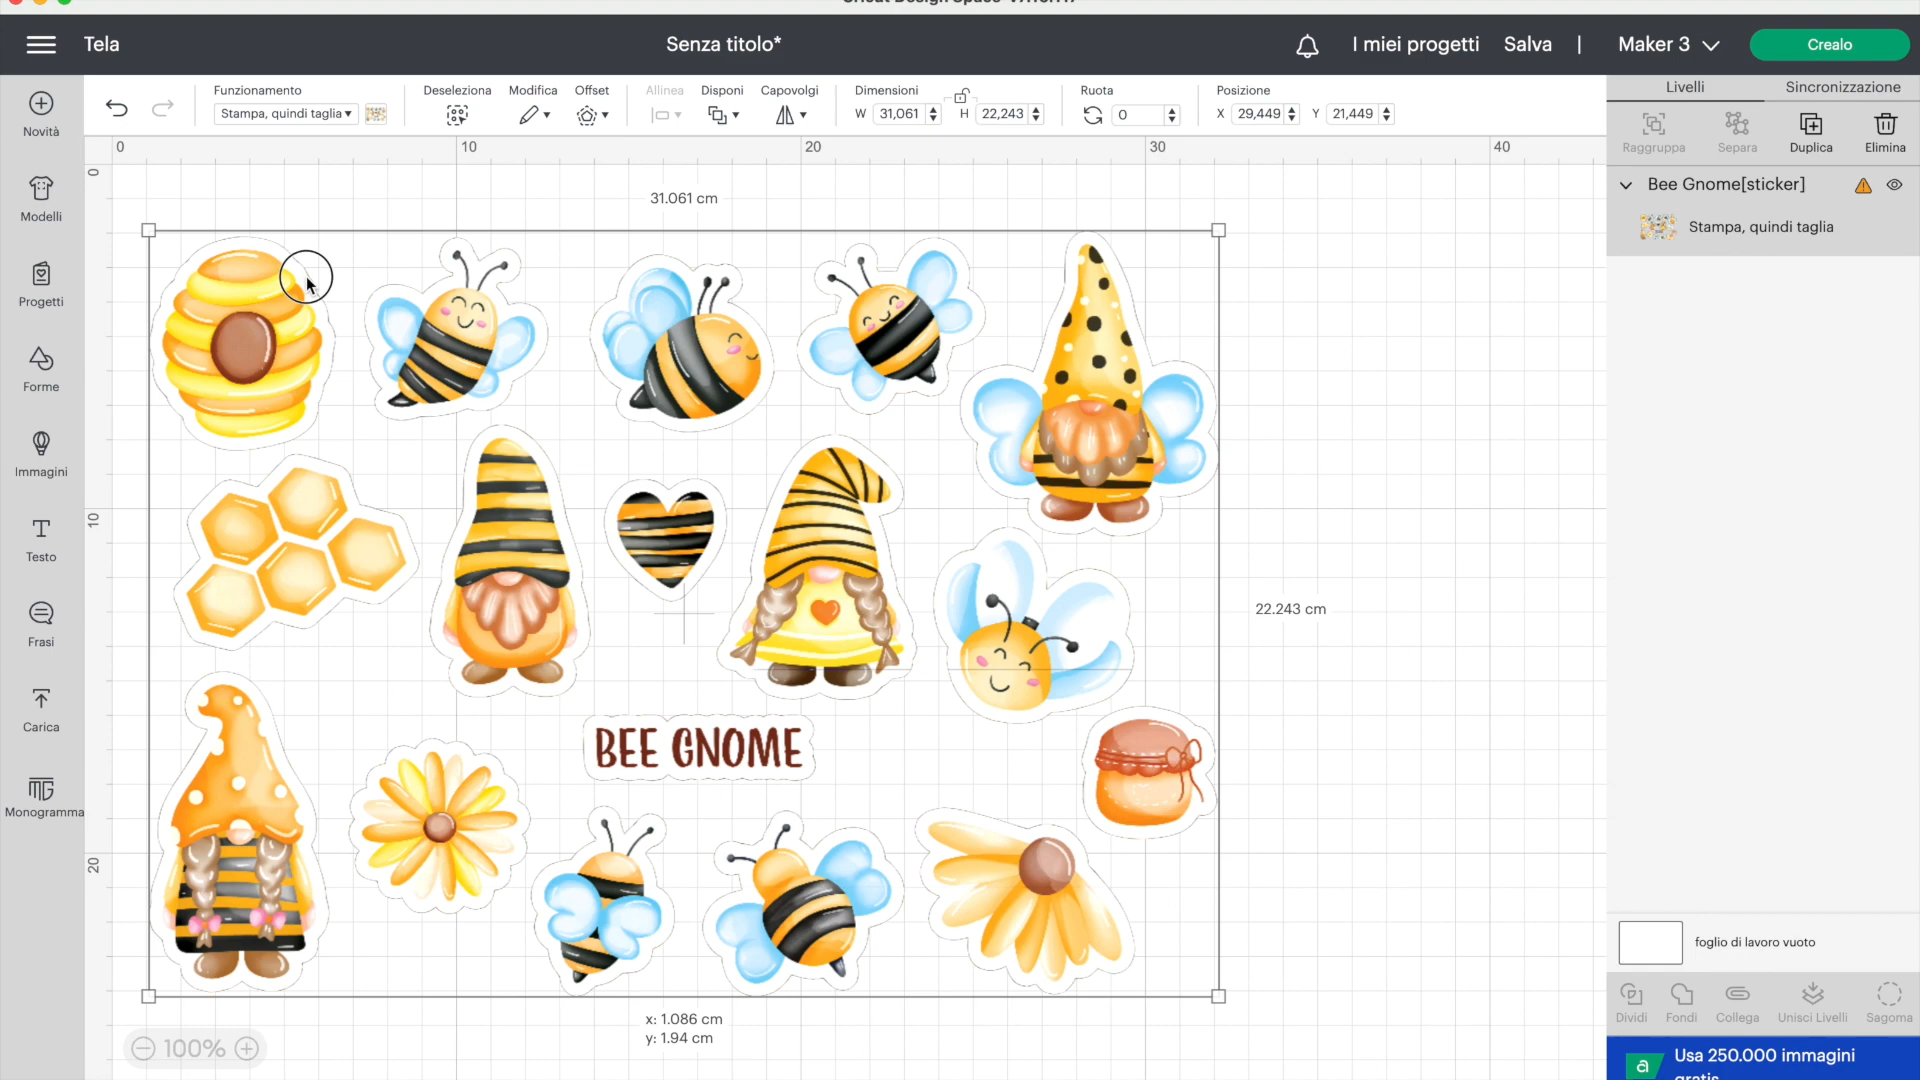 Tela
Senza titolo*
I miei progetti
Salva
|
Maker 3
Crealo
Novità
Modelli
Progetti
Forme
Immagini
Testo
Frasi
Carica
Monogramma
Funzionamento
Stampa, quindi taglia
Deseleziona
Modifica
Offset
Allinea
Disponi
Capovolgi
Dimensioni
W 31,061
H 22,243
Ruota
0
Posizione
X 29,449
Y 21,449
0 10 20 30 40
0
10
20
31.061 cm
22.243 cm
BEE GNOME
x: 1.086 cm
y: 1.94 cm
100%
Livelli
Sincronizzazione
Raggruppa
Separa
Duplica
Elimina
Bee Gnome[sticker]
Stampa, quindi taglia
foglio di lavoro vuoto
Dividi
Fondi
Collega
Unisci Livelli
Sagoma
a
Usa 250.000 immagini